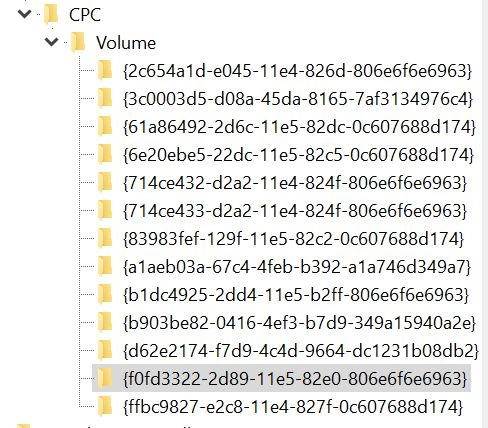 CPC
Volume
{2c654a1d-e045-11e4-826d-806e6f6e6963}
{3c0003d5-d08a-45da-8165-7af3134976c4}
{61a86492-2d6c-11e5-82dc-0c607688d174}
{6e20ebe5-22dc-11e5-82c5-0c607688d174}
{714ce432-d2a2-11e4-824f-806e6f6e6963}
{714ce433-d2a2-11e4-824f-806e6f6e6963}
{83983fef-129f-11e5-82c2-0c607688d174}
{a1aeb03a-67c4-4feb-b392-a1a746d349a7}
{b1dc4925-2dd4-11e5-b2ff-806e6f6e6963}
{b903be82-0416-4ef3-b7d9-349a15940a2e}
{d62e2174-f7d9-4c4d-9664-dc1231b08db2}
{f0fd3322-2d89-11e5-82e0-806e6f6e6963}
{ffbc9827-e2c8-11e4-827f-0c607688d174}